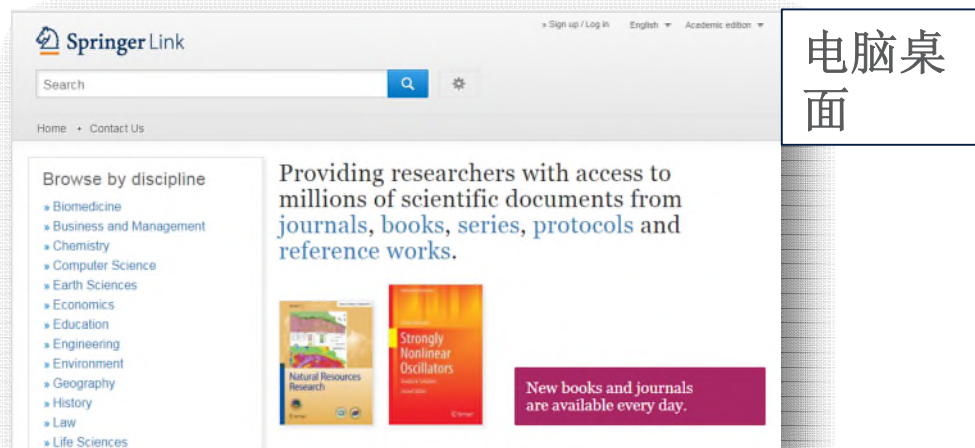 » Sign up / Log In English Academic edition
Springer Link
电脑桌
面
Search
Home • Contact Us
Browse by discipline
» Biomedicine
» Business and Management
» Chemistry
» Computer Science
» Earth Sciences
» Economics
» Education
» Engineering
» Environment
» Geography
» History
» Law
» Life Sciences
Providing researchers with access to
millions of scientific documents from
journals, books, series, protocols and
reference works.
Natural Resources
Research
Springer
Strongly
Nonlinear
Oscillators
Springer
New books and journals
are available every day.